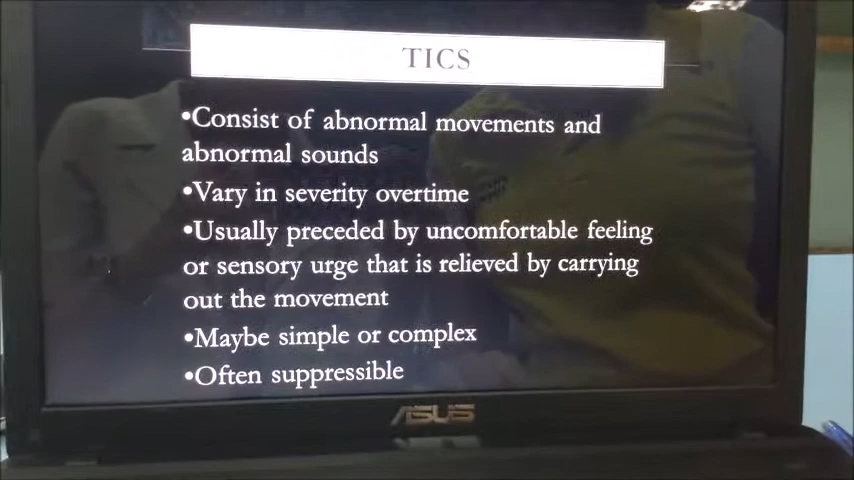 TICS
•Consist of abnormal movements and
abnormal sounds
•Vary in severity overtime
•Usually preceded by uncomfortable feeling
or sensory urge that is relieved by carrying
out the movement
•Maybe simple or complex
•Often suppressible
ASUS